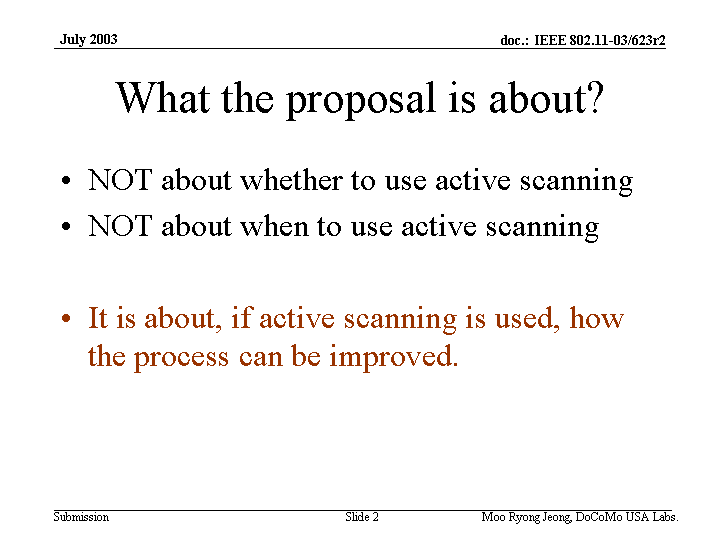 July 2003 doc.: IEEE 802.11-03/623r2
What the proposal is about?
• NOT about whether to use active scanning
• NOT about when to use active scanning
• It is about, if active scanning is used, how
the process can be improved.
Submission Slide 2 Moo Ryong Jeong, DoCoMo USA Labs.